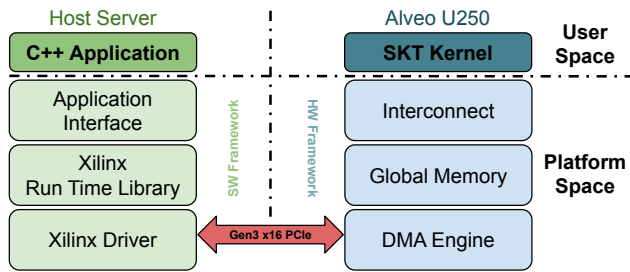 Host Server
Alveo U250
C++ Application
SKT Kernel
User
Space
Application
Interface
SW Framework
HW Framework
Interconnect
Xilinx
Run Time Library
Global Memory
Platform
Space
Xilinx Driver
Gen3 x16 PCIe
DMA Engine